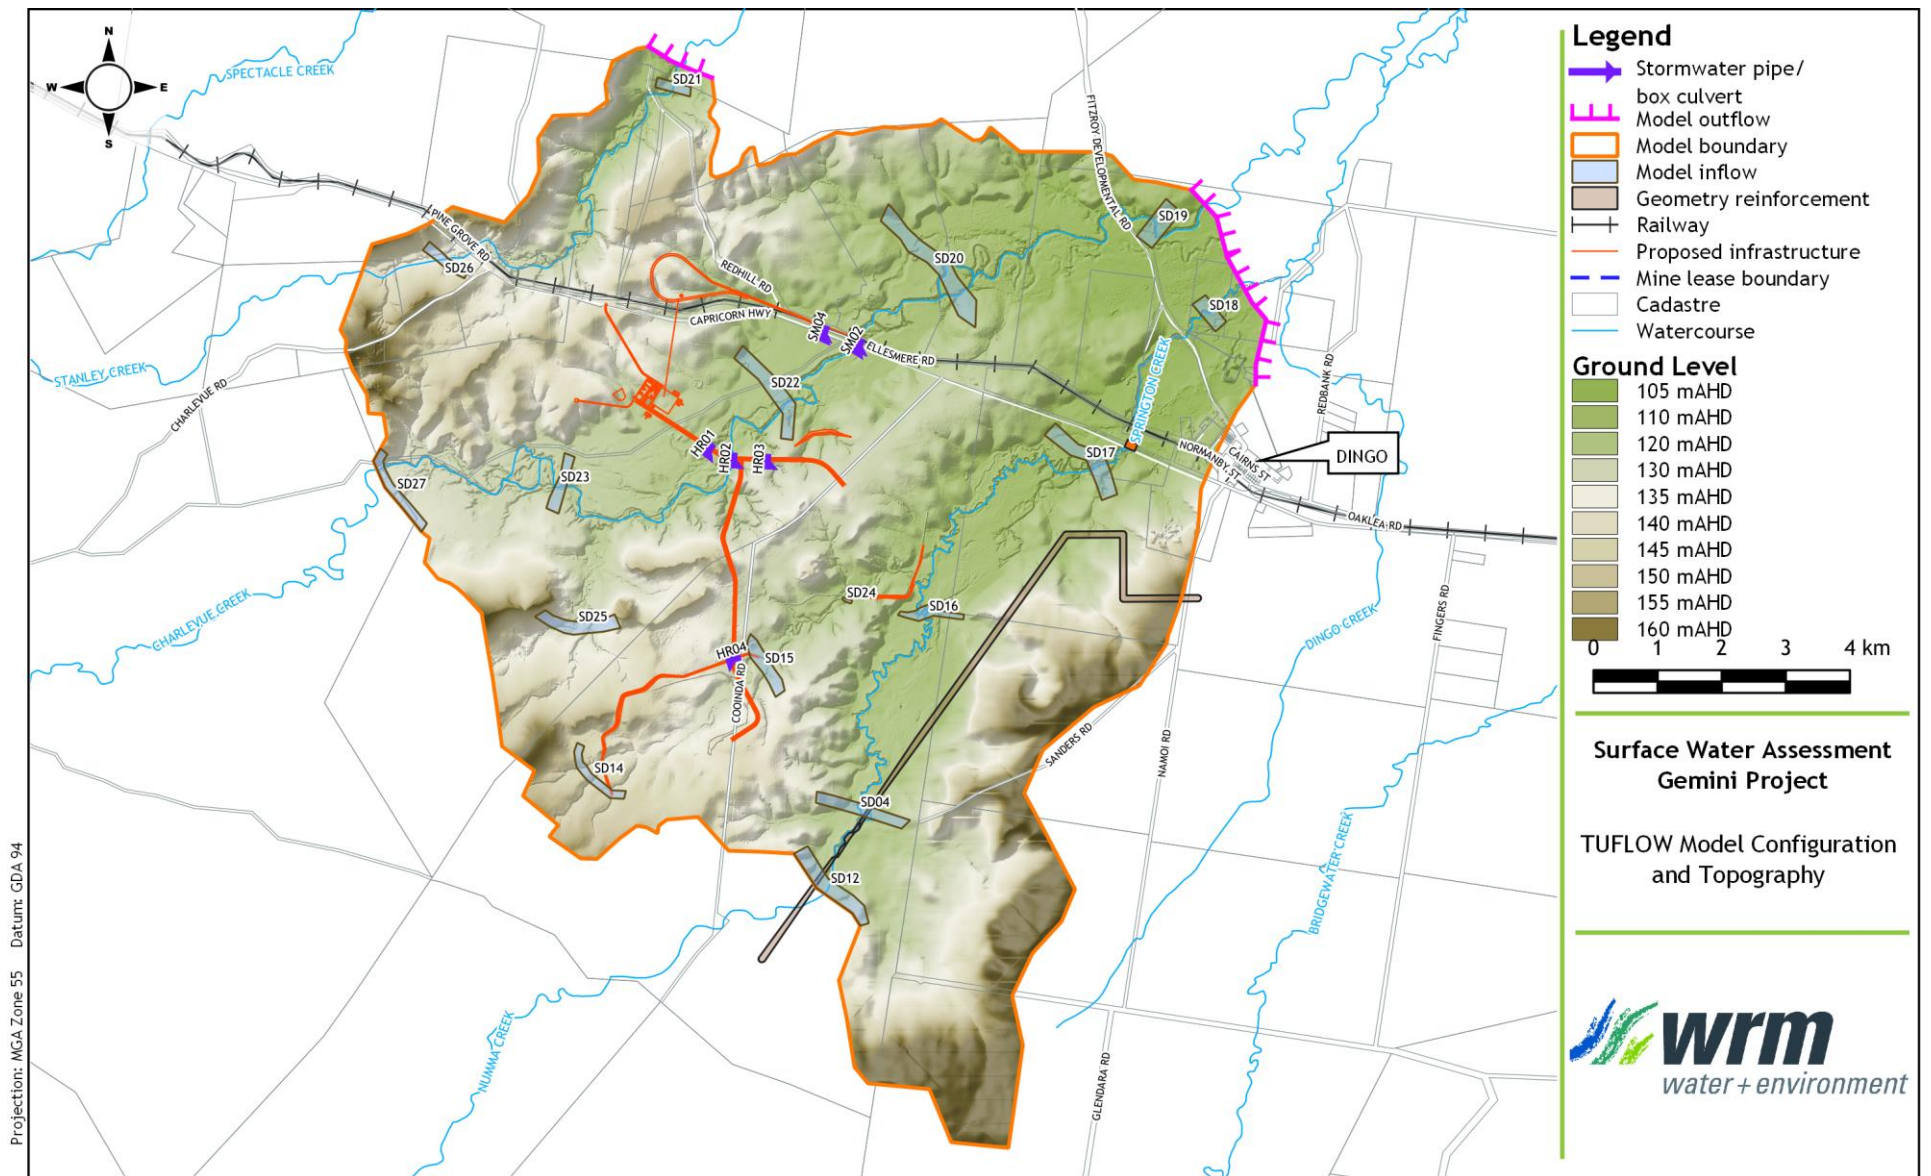 N
W
E
S
SPECTACLE CREEK
SD21
FITZROY DEVELOPMENTAL RD
PINE GROVE RD
SD26
SD19
SD20
REDHILL RD
SD18
CAPRICORN HWY
SM04
SM02
ELLESMERE RD
STANLEY CREEK
CHARLEVUE RD
SD22
SPRINGTON CREEK
REDBANK RD
HR01
HR02
HR03
SD17
NORMANBY ST
CAIRNS ST
DINGO
SD23
SD27
OAKLEA RD
CHARLEVUE CREEK
SD24
SD16
SD25
DINGO CREEK
FINGERS RD
HR04
SD15
COOINDA RD
SANDERS RD
NAMOI RD
SD14
SD04
SD12
BRIDGEWATER CREEK
NUMMA CREEK
GLENDARA RD
Projection: MGA Zone 55 Datum: GDA 94
Legend
Stormwater pipe/
box culvert
Model outflow
Model boundary
Model inflow
Geometry reinforcement
Railway
Proposed infrastructure
Mine lease boundary
Cadastre
Watercourse
Ground Level
105 mAHD
110 mAHD
120 mAHD
130 mAHD
135 mAHD
140 mAHD
145 mAHD
150 mAHD
155 mAHD
160 mAHD
0 1 2 3 4 km
Surface Water Assessment
Gemini Project
TUFLOW Model Configuration
and Topography
wrm
water + environment